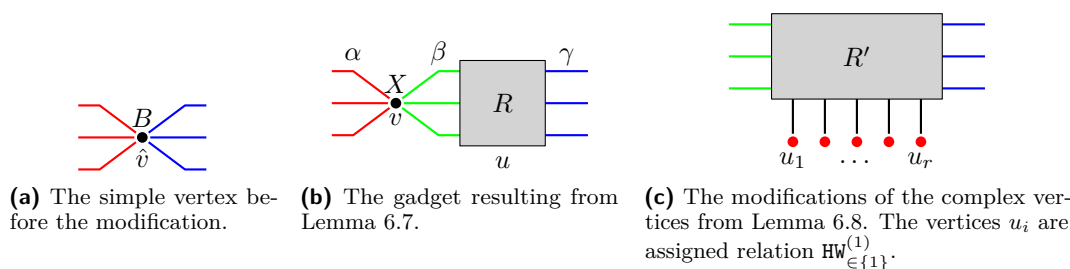 B
v̂
(a) The simple vertex be-
fore the modification.
α β γ
X
v
R
u
(b) The gadget resulting from
Lemma 6.7.
R′
u₁ ... uᵣ
(c) The modifications of the complex ver-
tices from Lemma 6.8. The vertices uᵢ are
assigned relation HW^{(1)}_{∈{1}}.